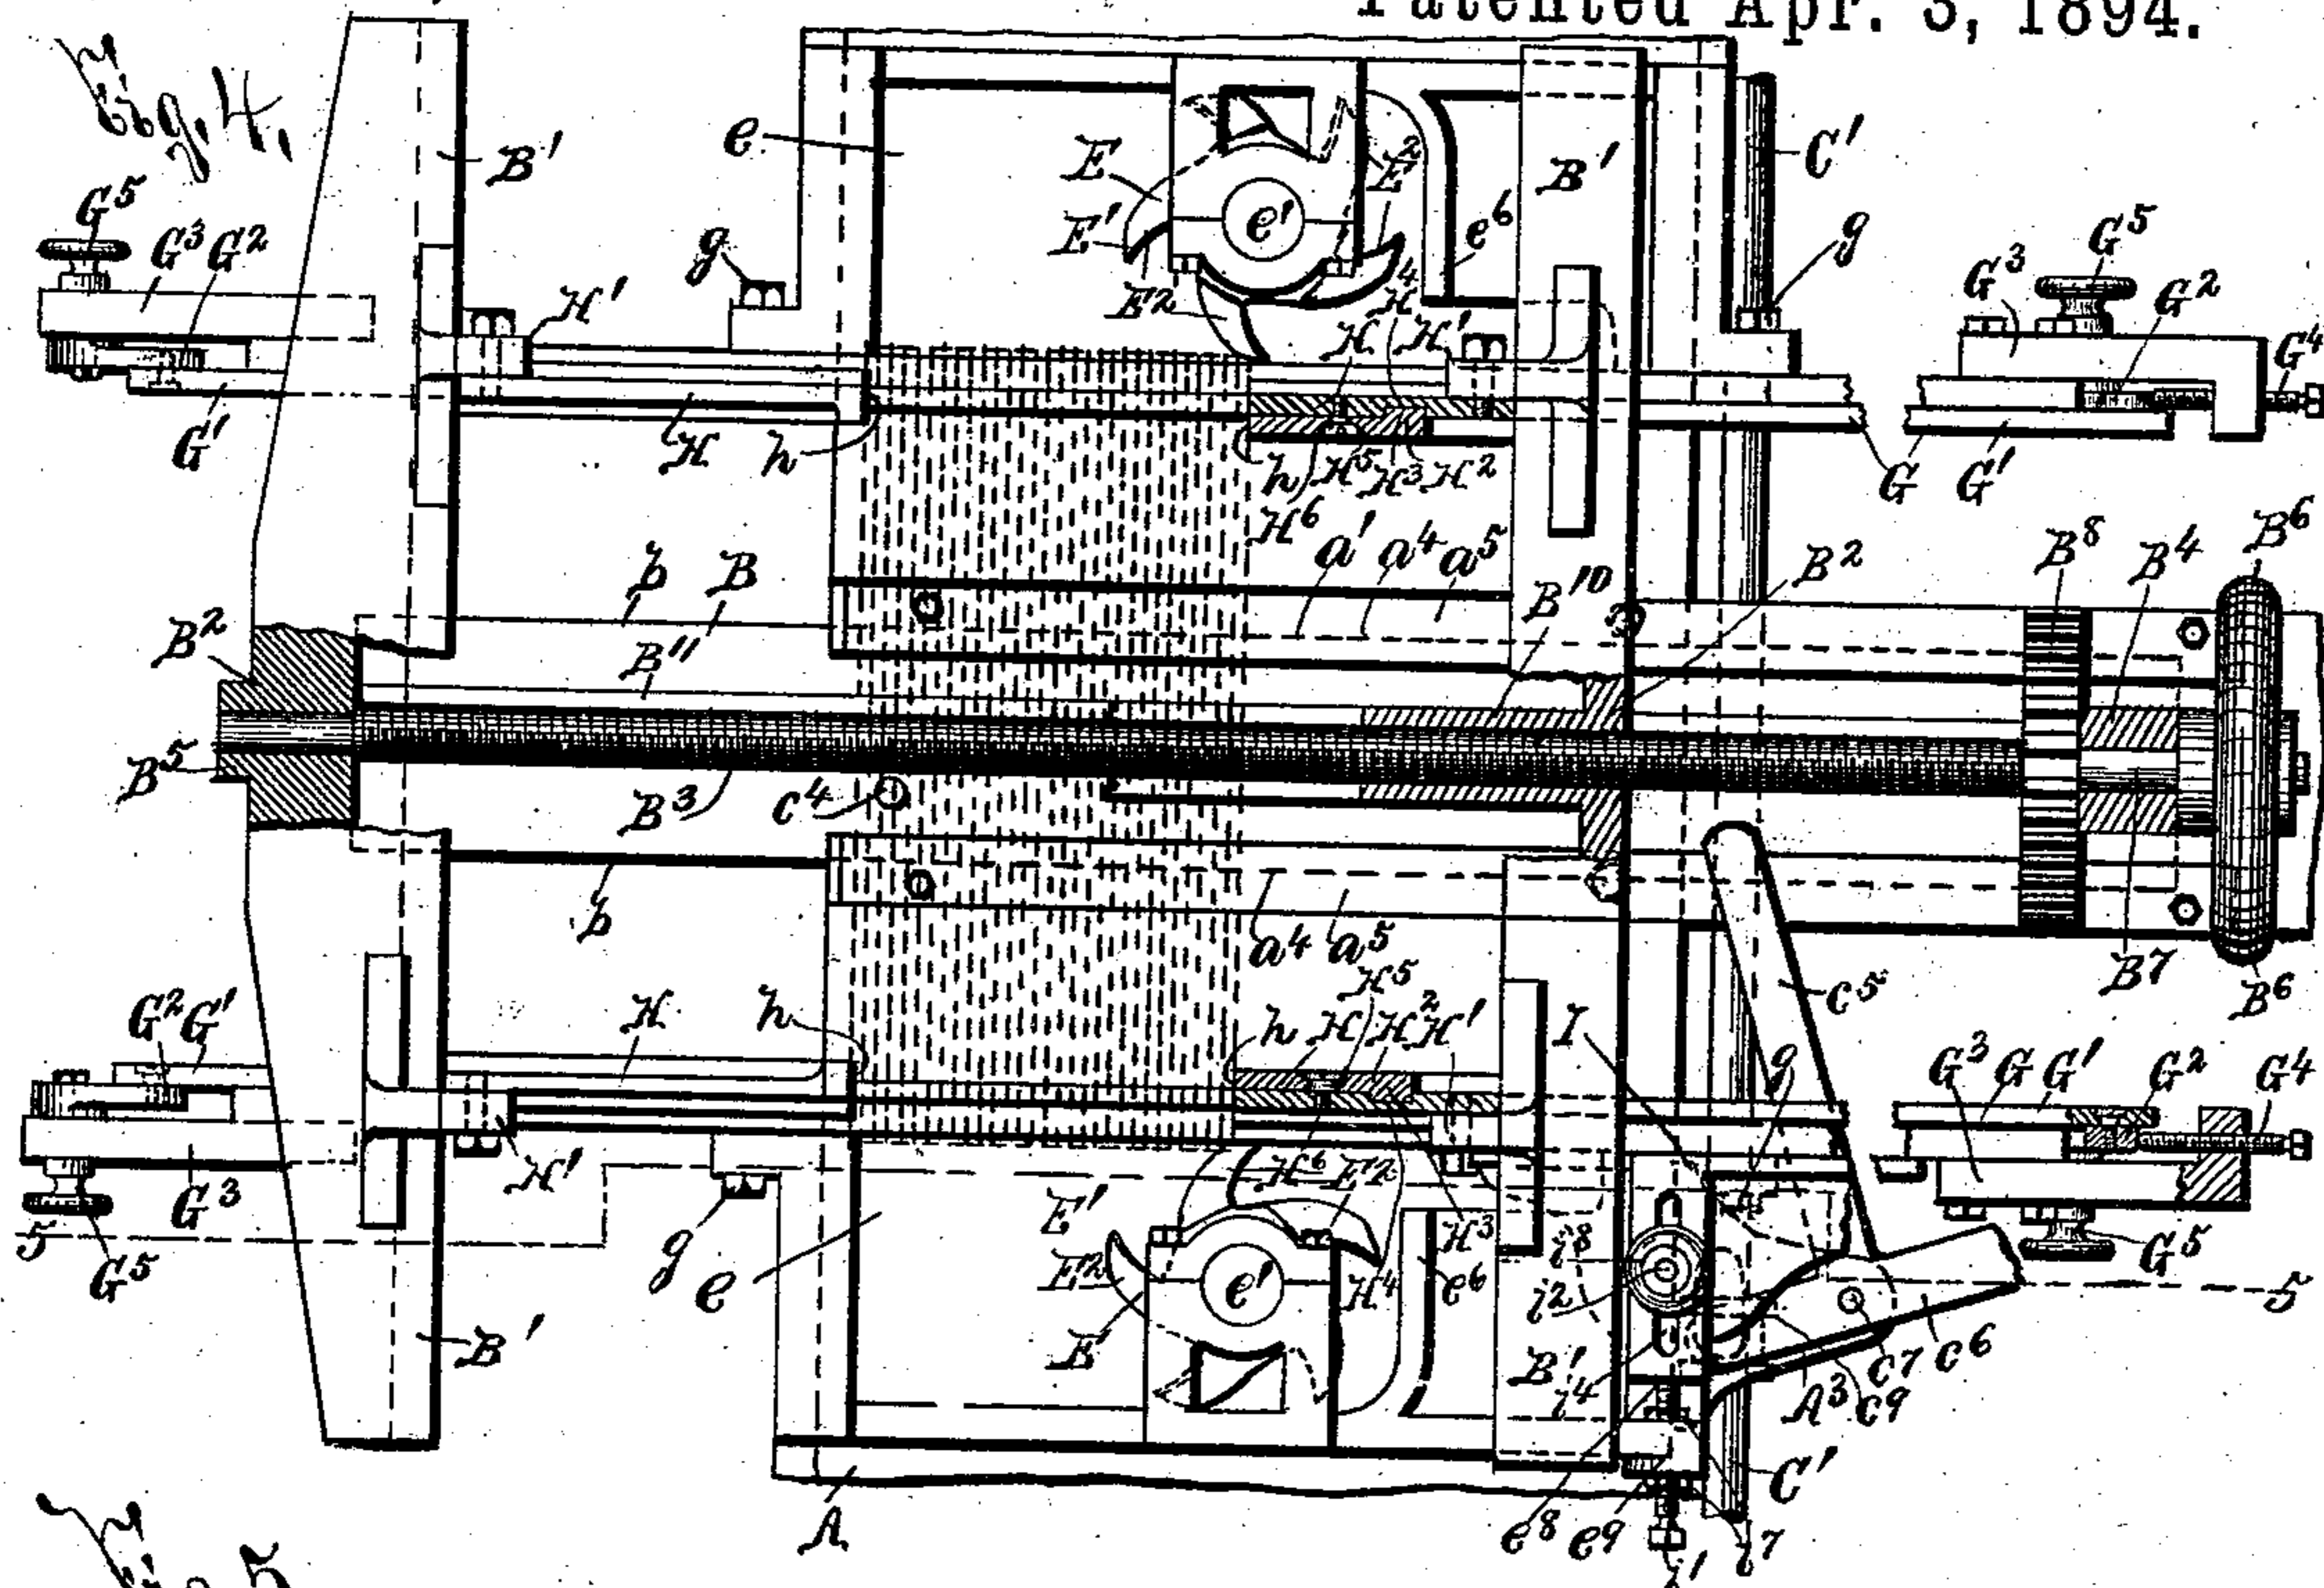 Patented Apr. 3, 1894.
Fig. 4,
B'
e
E
E'
E²
E²
e'
B'
C'
G⁵
G³ G²
g
e⁶
g
G³
G⁵
G²
H'
H⁴
H
H'
G⁴
G'
H
h
h
H⁵
H³
H²
G
G'
H⁶
b
B
a'
a⁴
a⁵
B¹⁰
B²
B⁸
B⁴
B⁶
B²
B''
B⁵
B³
C⁴
b
a⁴
a⁵
C⁵
B⁷
B⁶
G² G'
H
h
h
H
H⁵
H²
H'
I
g
G³
G
G'
G²
G⁴
H'
H⁶
E²
G³
E'
H³
5
G⁵
g
e
E²
e'
H⁴
e⁶
i⁸
i²
G⁵
5
B'
E
B'
i⁴
A³
C⁹
C⁷
C⁶
C'
A
e⁸
e⁹
i'
i⁷
5